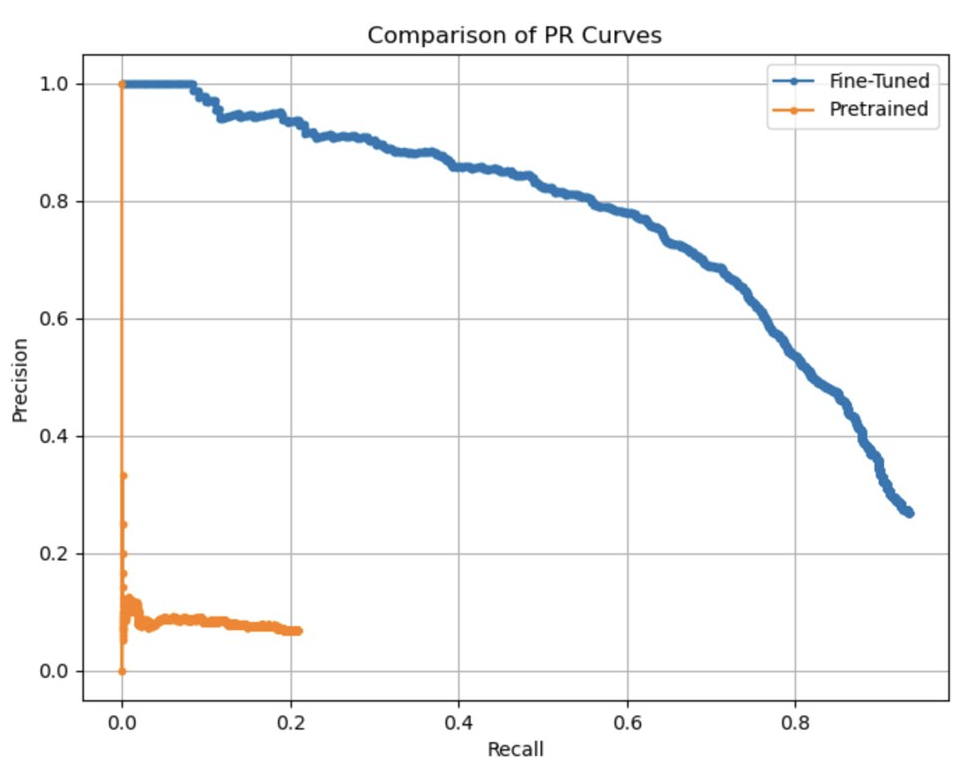 Comparison of PR Curves
Fine-Tuned
Pretrained
1.0
0.8
0.6
0.4
0.2
0.0
Precision
0.0 0.2 0.4 0.6 0.8
Recall